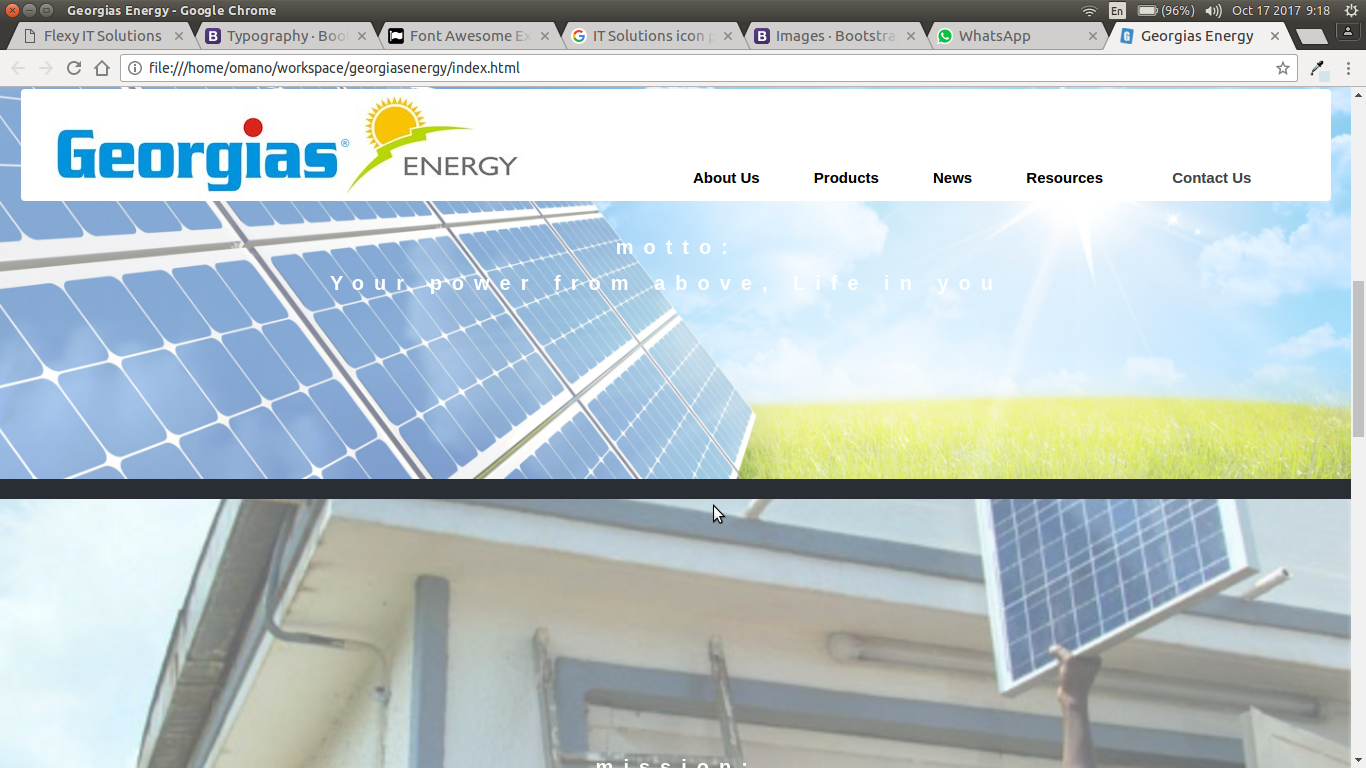 Georgias Energy - Google Chrome
En (96%) Oct 17 2017 9:18
Flexy IT Solutions
Typography · Boo
Font Awesome Ex
IT Solutions icon p
Images · Bootstra
WhatsApp
Georgias Energy
file:///home/omano/workspace/georgiasenergy/index.html
Georgias®
ENERGY
About Us Products News Resources Contact Us
motto:
Your power from above, Life in you
mission: